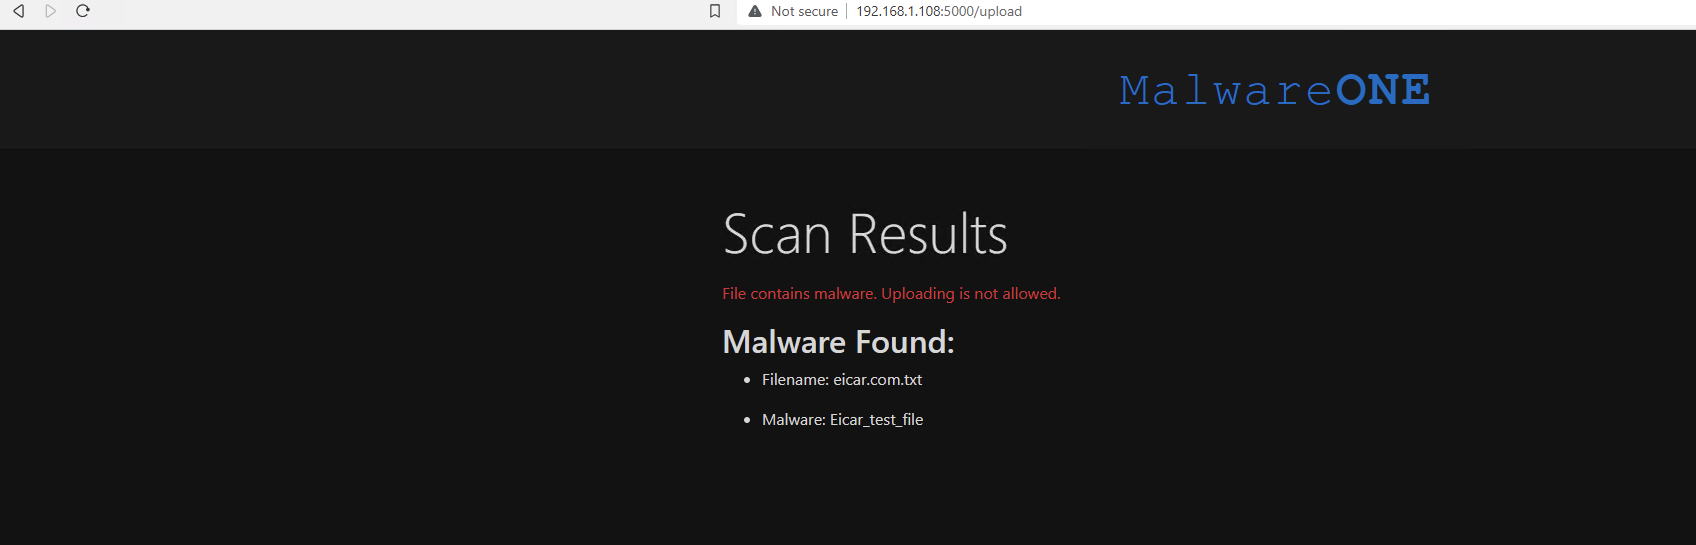 Not secure | 192.168.1.108:5000/upload
MalwareONE
Scan Results
File contains malware. Uploading is not allowed.
Malware Found:
• Filename: eicar.com.txt
• Malware: Eicar_test_file